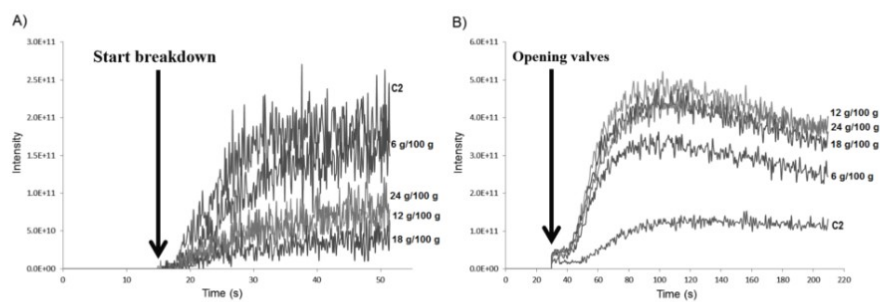 A)
Start breakdown
Intensity
3.0E+11
2.5E+11
2.0E+11
1.5E+11
1.0E+11
5.0E+10
0.0E+00
C2
6 g/100 g
24 g/100 g
12 g/100 g
18 g/100 g
0 10 20 30 40 50
Time (s)
B)
Opening valves
Intensity
6.0E+11
5.0E+11
4.0E+11
3.0E+11
2.0E+11
1.0E+11
0.0E+00
12 g/100 g
24 g/100 g
18 g/100 g
6 g/100 g
C2
0 20 40 60 80 100 120 140 160 180 200 220
Time (s)